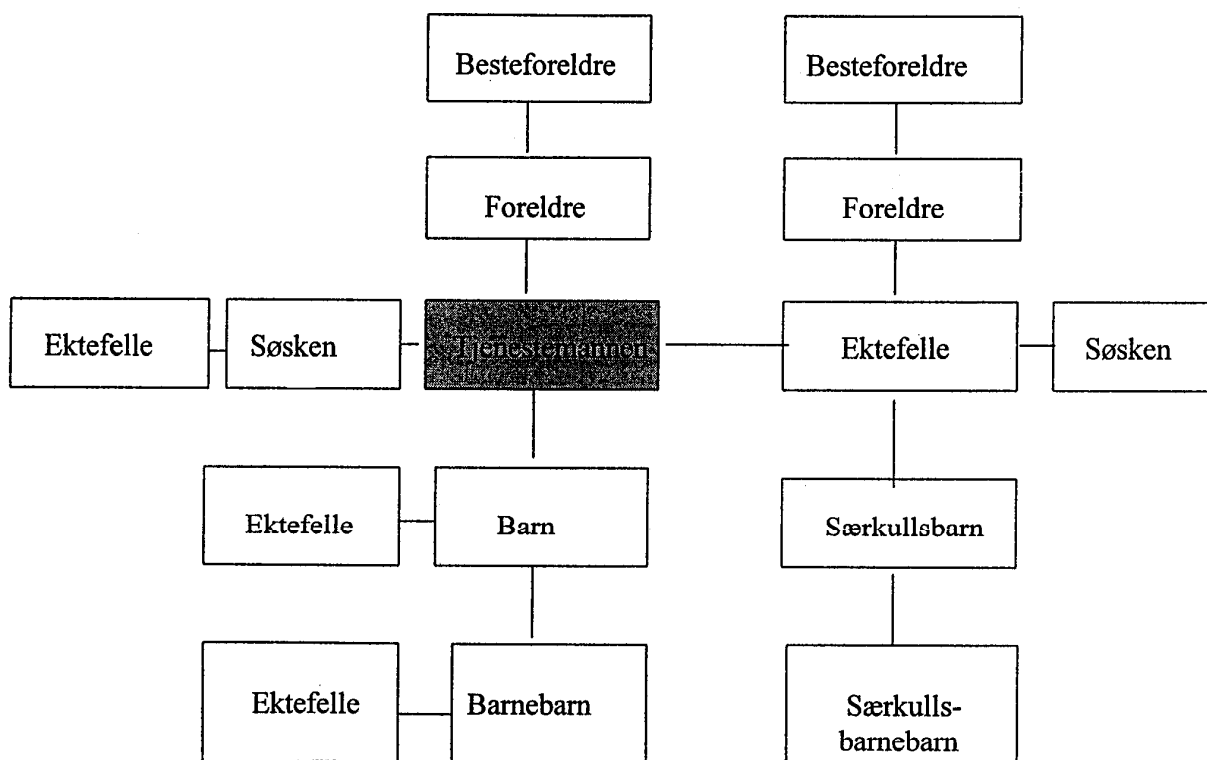 Besteforeldre
Besteforeldre
Foreldre
Foreldre
Ektefelle
Søsken
Tjenestemannen
Ektefelle
Søsken
Ektefelle
Barn
Særkullsbarn
Ektefelle
Barnebarn
Særkulls-
barnebarn